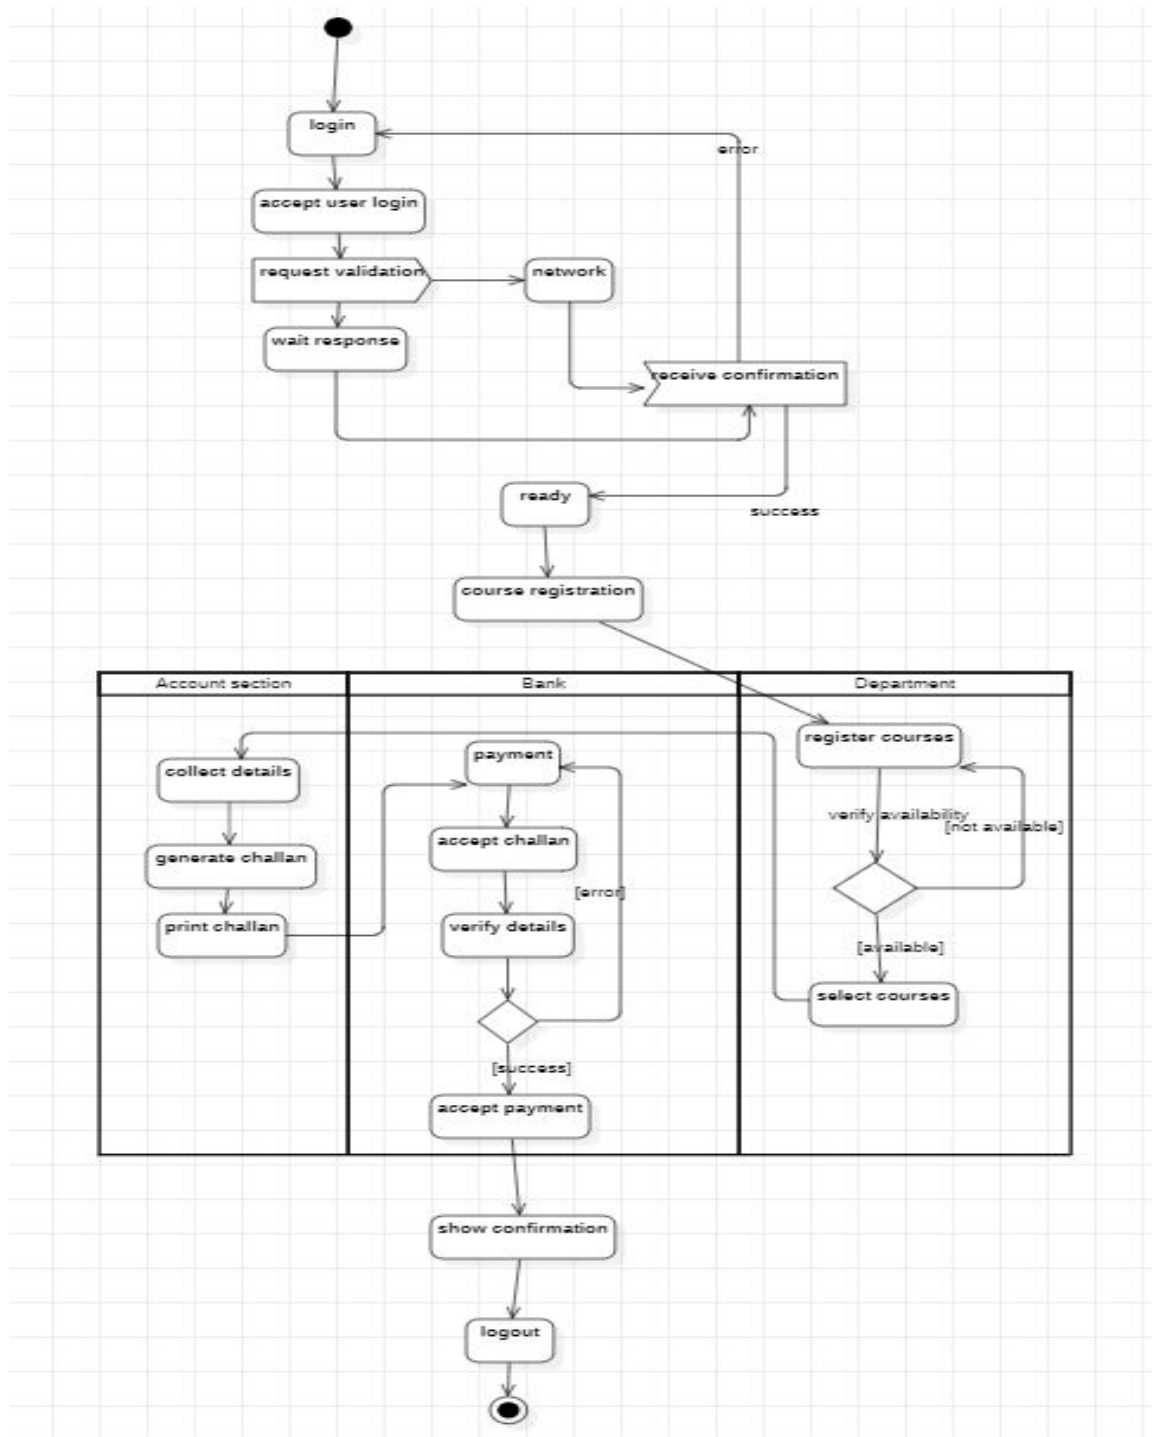 login
error
accept user login
request validation
network
wait response
receive confirmation
ready
success
course registration
Account section
Bank
Department
register courses
payment
collect details
verify availability
[not available]
accept challan
generate challan
[error]
print challan
verify details
[available]
select courses
[success]
accept payment
show confirmation
logout